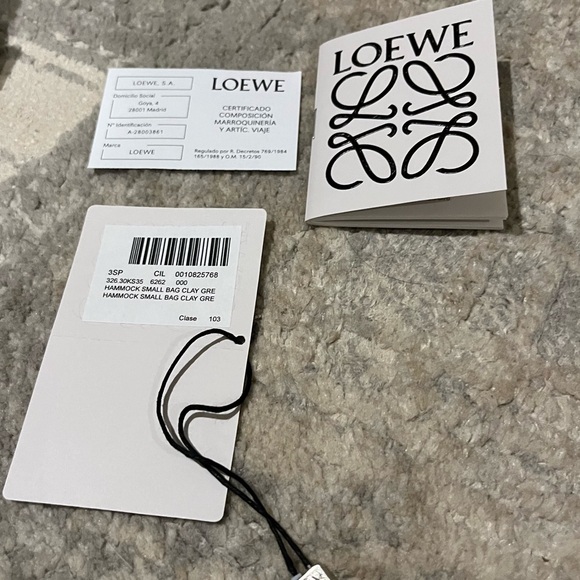 LOEWE, S.A.
Domicilio Social
Goya, 4
28001 Madrid
Nº Identificación
A.28003861
Marca
LOEWE
LOEWE
CERTIFICADO
COMPOSICIÓN
MARROQUINERÍA
Y ARTÍC. VIAJE
Regulado por R. Decretos 769/1984
165/1988 y G.M. 15/2/90
LOEWE
3SP CIL 0010825768
326.30KS35 6262 000
HAMMOCK SMALL BAG CLAY GRE
HAMMOCK SMALL BAG CLAY GRE
Clase 103